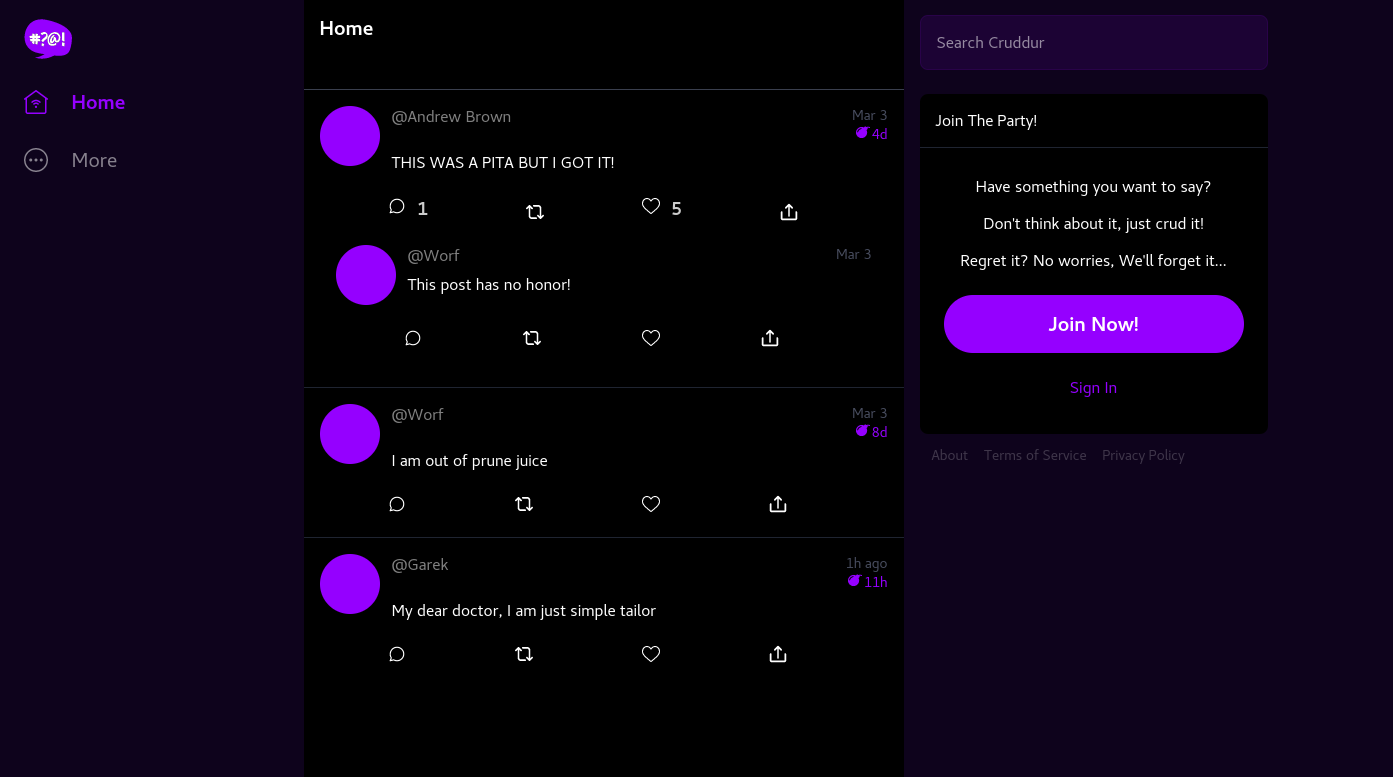 #?@!
Home
More
Home
@Andrew Brown
Mar 3
4d
THIS WAS A PITA BUT I GOT IT!
1
5
@Worf
Mar 3
This post has no honor!
@Worf
Mar 3
8d
I am out of prune juice
@Garek
1h ago
11h
My dear doctor, I am just simple tailor
Search Cruddur
Join The Party!
Have something you want to say?
Don't think about it, just crud it!
Regret it? No worries, We'll forget it...
Join Now!
Sign In
About Terms of Service Privacy Policy